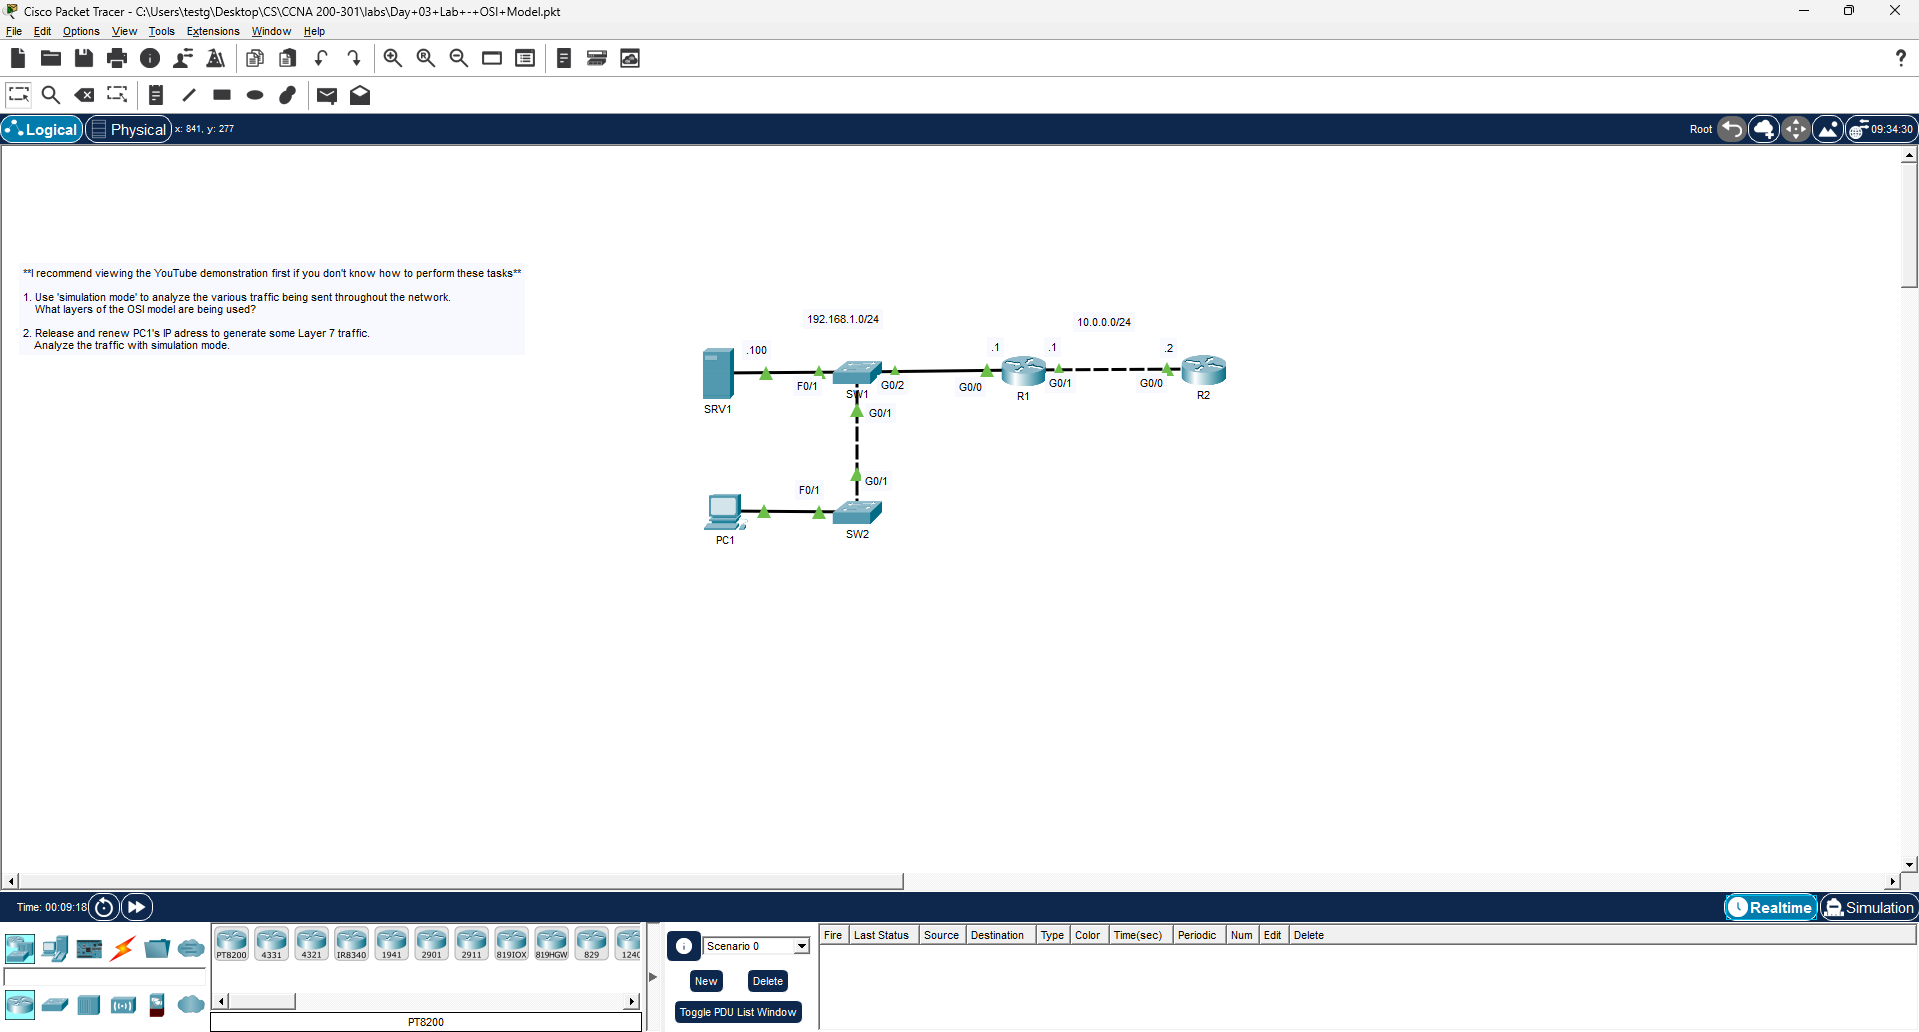 Cisco Packet Tracer - C:\Users\testg\Desktop\CS\CCNA 200-301\labs\Day+03+Lab+-+OSI+Model.pkt
File Edit Options View Tools Extensions Window Help
?
Logical Physical x: 841, y: 277 Root 09:34:30
**I recommend viewing the YouTube demonstration first if you don't know how to perform these tasks**
1. Use 'simulation mode' to analyze the various traffic being sent throughout the network.
What layers of the OSI model are being used?
2. Release and renew PC1's IP adress to generate some Layer 7 traffic.
Analyze the traffic with simulation mode.
192.168.1.0/24 10.0.0.0/24
.100 .1 .1 .2
F0/1 G0/2 G0/0 G0/1 G0/0
SRV1 SW1 R1 R2
G0/1
G0/1
F0/1
PC1 SW2
Time: 00:09:18 Realtime Simulation
PT8200 4331 4321 IR8340 1941 2901 2911 819IOX 819HGW 829 1240
PT8200
Scenario 0
New Delete
Toggle PDU List Window
Fire Last Status Source Destination Type Color Time(sec) Periodic Num Edit Delete